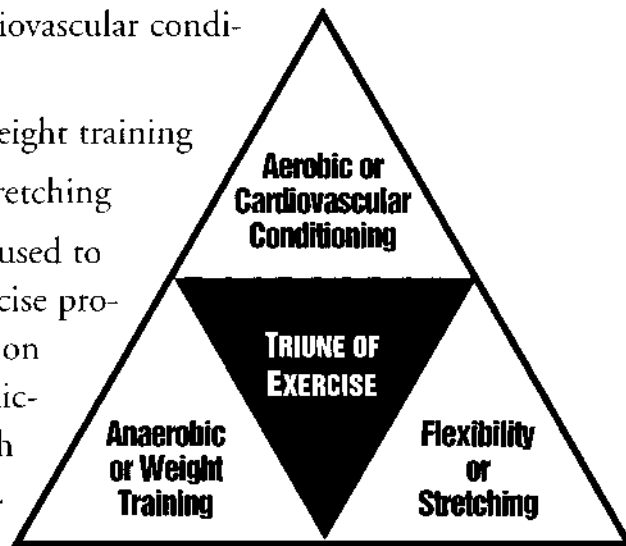 iovascular condi-
eight training
retching
used to
cise pro-
on
ic-
h
-
Aerobic or
Cardiovascular
Conditioning
TRIUNE OF
EXERCISE
Anaerobic
or Weight
Training
Flexibility
or
Stretching